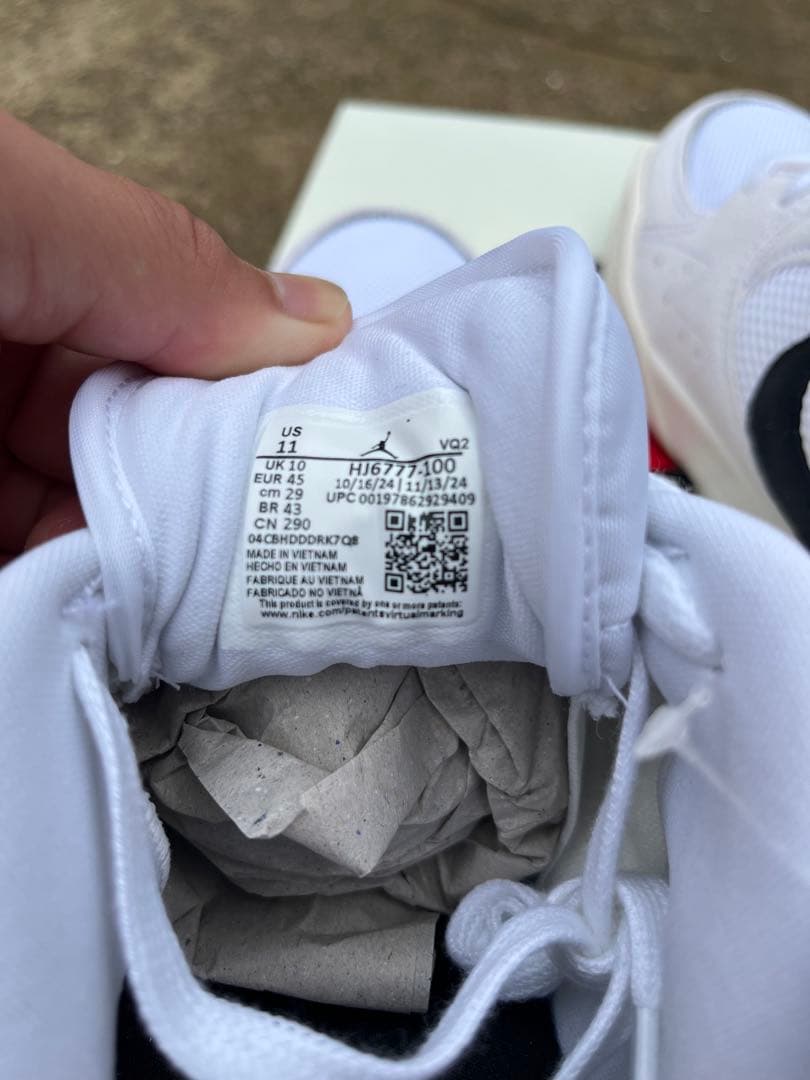 US
11
VQ2
UK 10
EUR 45
cm 29
BR 43
CN 290
HJ6777-100
10/16/24 | 11/13/24
UPC 00197862929409
04CBHDDDRK7Q8
MADE IN VIETNAM
HECHO EN VIETNAM
FABRIQUE AU VIETNAM
FABRICADO NO VIETNÃ
This product is covered by one or more patents:
www.nike.com/patentsvirtualmarking